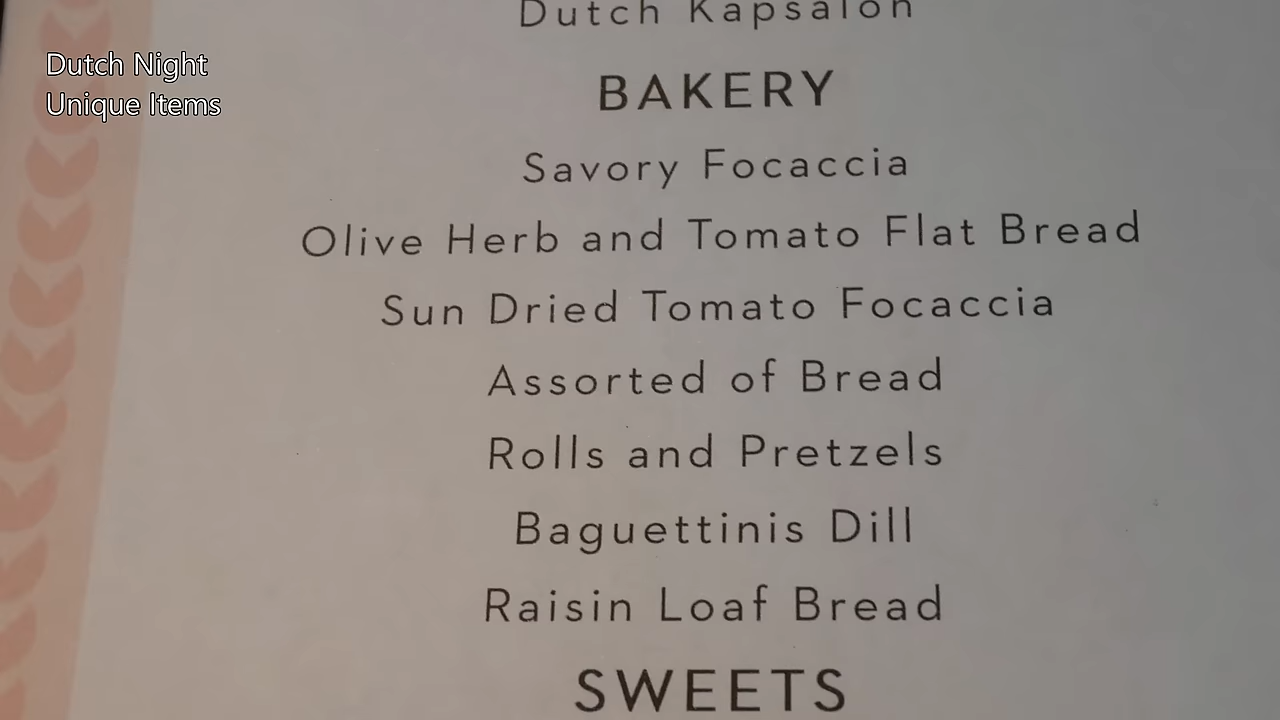 Dutch Kapsalon
Dutch Night
Unique Items
BAKERY
Savory Focaccia
Olive Herb and Tomato Flat Bread
Sun Dried Tomato Focaccia
Assorted of Bread
Rolls and Pretzels
Baguettinis Dill
Raisin Loaf Bread
SWEETS